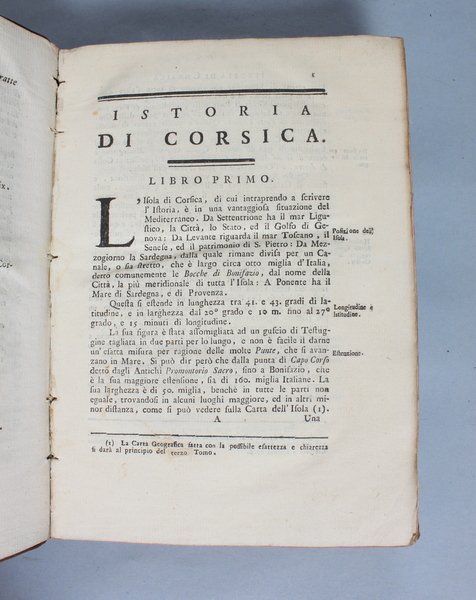 ratte
ix.
Cor-
de
1
ISTORIA
DI CORSICA.
LIBRO PRIMO.
L'Isola di Corsica, di cui intraprendo a scrivere
l'Istoria, è in una vantaggiosa situazione del
Mediterraneo. Da Settentrione ha il mar Ligu-
stico, la Città, lo Stato, ed il Golfo di Ge-
nova: Da Levante riguarda il mar Toscano, il
Senese, ed il patrimonio di S. Pietro: Da Mez-
zogiorno la Sardegna, dalla quale rimane divisa per un Ca-
nale, o sia stretto, che è largo circa otto miglia d'Italia,
detto comunemente le Bocche di Bonifazio, dal nome della
Città, la più meridionale di tutta l'Isola: A Ponente ha il
Mare di Sardegna, e di Provenza.
Questa si estende in lunghezza tra 41. e 43. gradi di la-
titudine, e in larghezza dal 20° grado e 10 m. fino al 27°
grado, e 15 minuti di longitudine.
La sua figura è stata assomigliata ad un guscio di Testug-
gine tagliata in due parti per lo lungo, e non è facile il darne
un'esatta misura per ragione delle molte Punte, che si avan-
zano in Mare. Si può dir però che dalla punta di Capo Corso
detto dagli Antichi Promontorio Sacro, sino a Bonifazio, che
è la sua maggiore estensione, sia di 160. miglia Italiane. La
sua larghezza è di 50. miglia, benchè in tutte le parti non
eguale, trovandosi in alcuni luoghi maggiore, ed in altri mi-
nor distanza, come si può vedere sulla Carta dell'Isola (1).
Posizione dell'
Isola.
Longitudine e
latitudine.
Estensione.
A Una
(1) La Carta Geografica fatta con la possibile esattezza e chiarezza
si darà al principio del terzo Tomo.